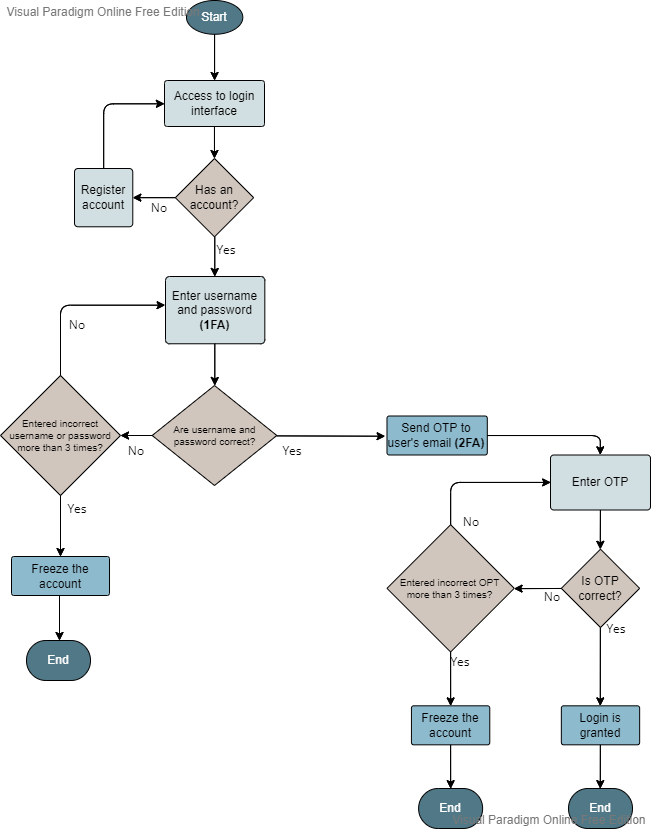 Visual Paradigm Online Free Edition
Start
Access to login
interface
Register
account
No
Has an
account?
Yes
Enter username
and password
(1FA)
No
Entered incorrect
username or password
more than 3 times?
No
Are username and
password correct?
Yes
Send OTP to
user's email (2FA)
Enter OTP
Yes
No
Entered incorrect OPT
more than 3 times?
No
Is OTP
correct?
Freeze the
account
Yes
End
Yes
Freeze the
account
Login is
granted
End
End
Visual Paradigm Online Free Edition